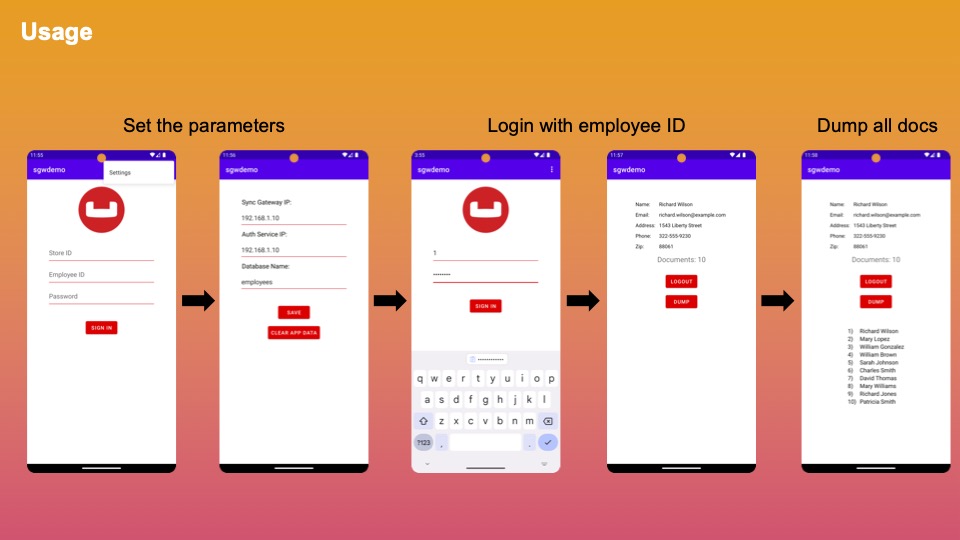 Usage
Set the parameters
Login with employee ID
Dump all docs
11:55
sgwdemo
Settings
Store ID
Employee ID
Password
SIGN IN
11:56
sgwdemo
Sync Gateway IP:
192.168.1.10
Auth Service IP:
192.168.1.10
Database Name:
employees
SAVE
CLEAR APP DATA
3:55
sgwdemo
1
••••••••
SIGN IN
••••••••••••
q w e r t y u i o p
a s d f g h j k l
z x c v b n m
?123 , .
11:57
sgwdemo
Name: Richard Wilson
Email: richard.wilson@example.com
Address: 1543 Liberty Street
Phone: 322-555-9230
Zip: 88061
Documents: 10
LOGOUT
DUMP
11:58
sgwdemo
Name: Richard Wilson
Email: richard.wilson@example.com
Address: 1543 Liberty Street
Phone: 322-555-9230
Zip: 88061
Documents: 10
LOGOUT
DUMP
1) Richard Wilson
2) Mary Lopez
3) William Gonzalez
4) William Brown
5) Sarah Johnson
6) Charles Smith
7) David Thomas
8) Mary Williams
9) Richard Jones
10) Patricia Smith